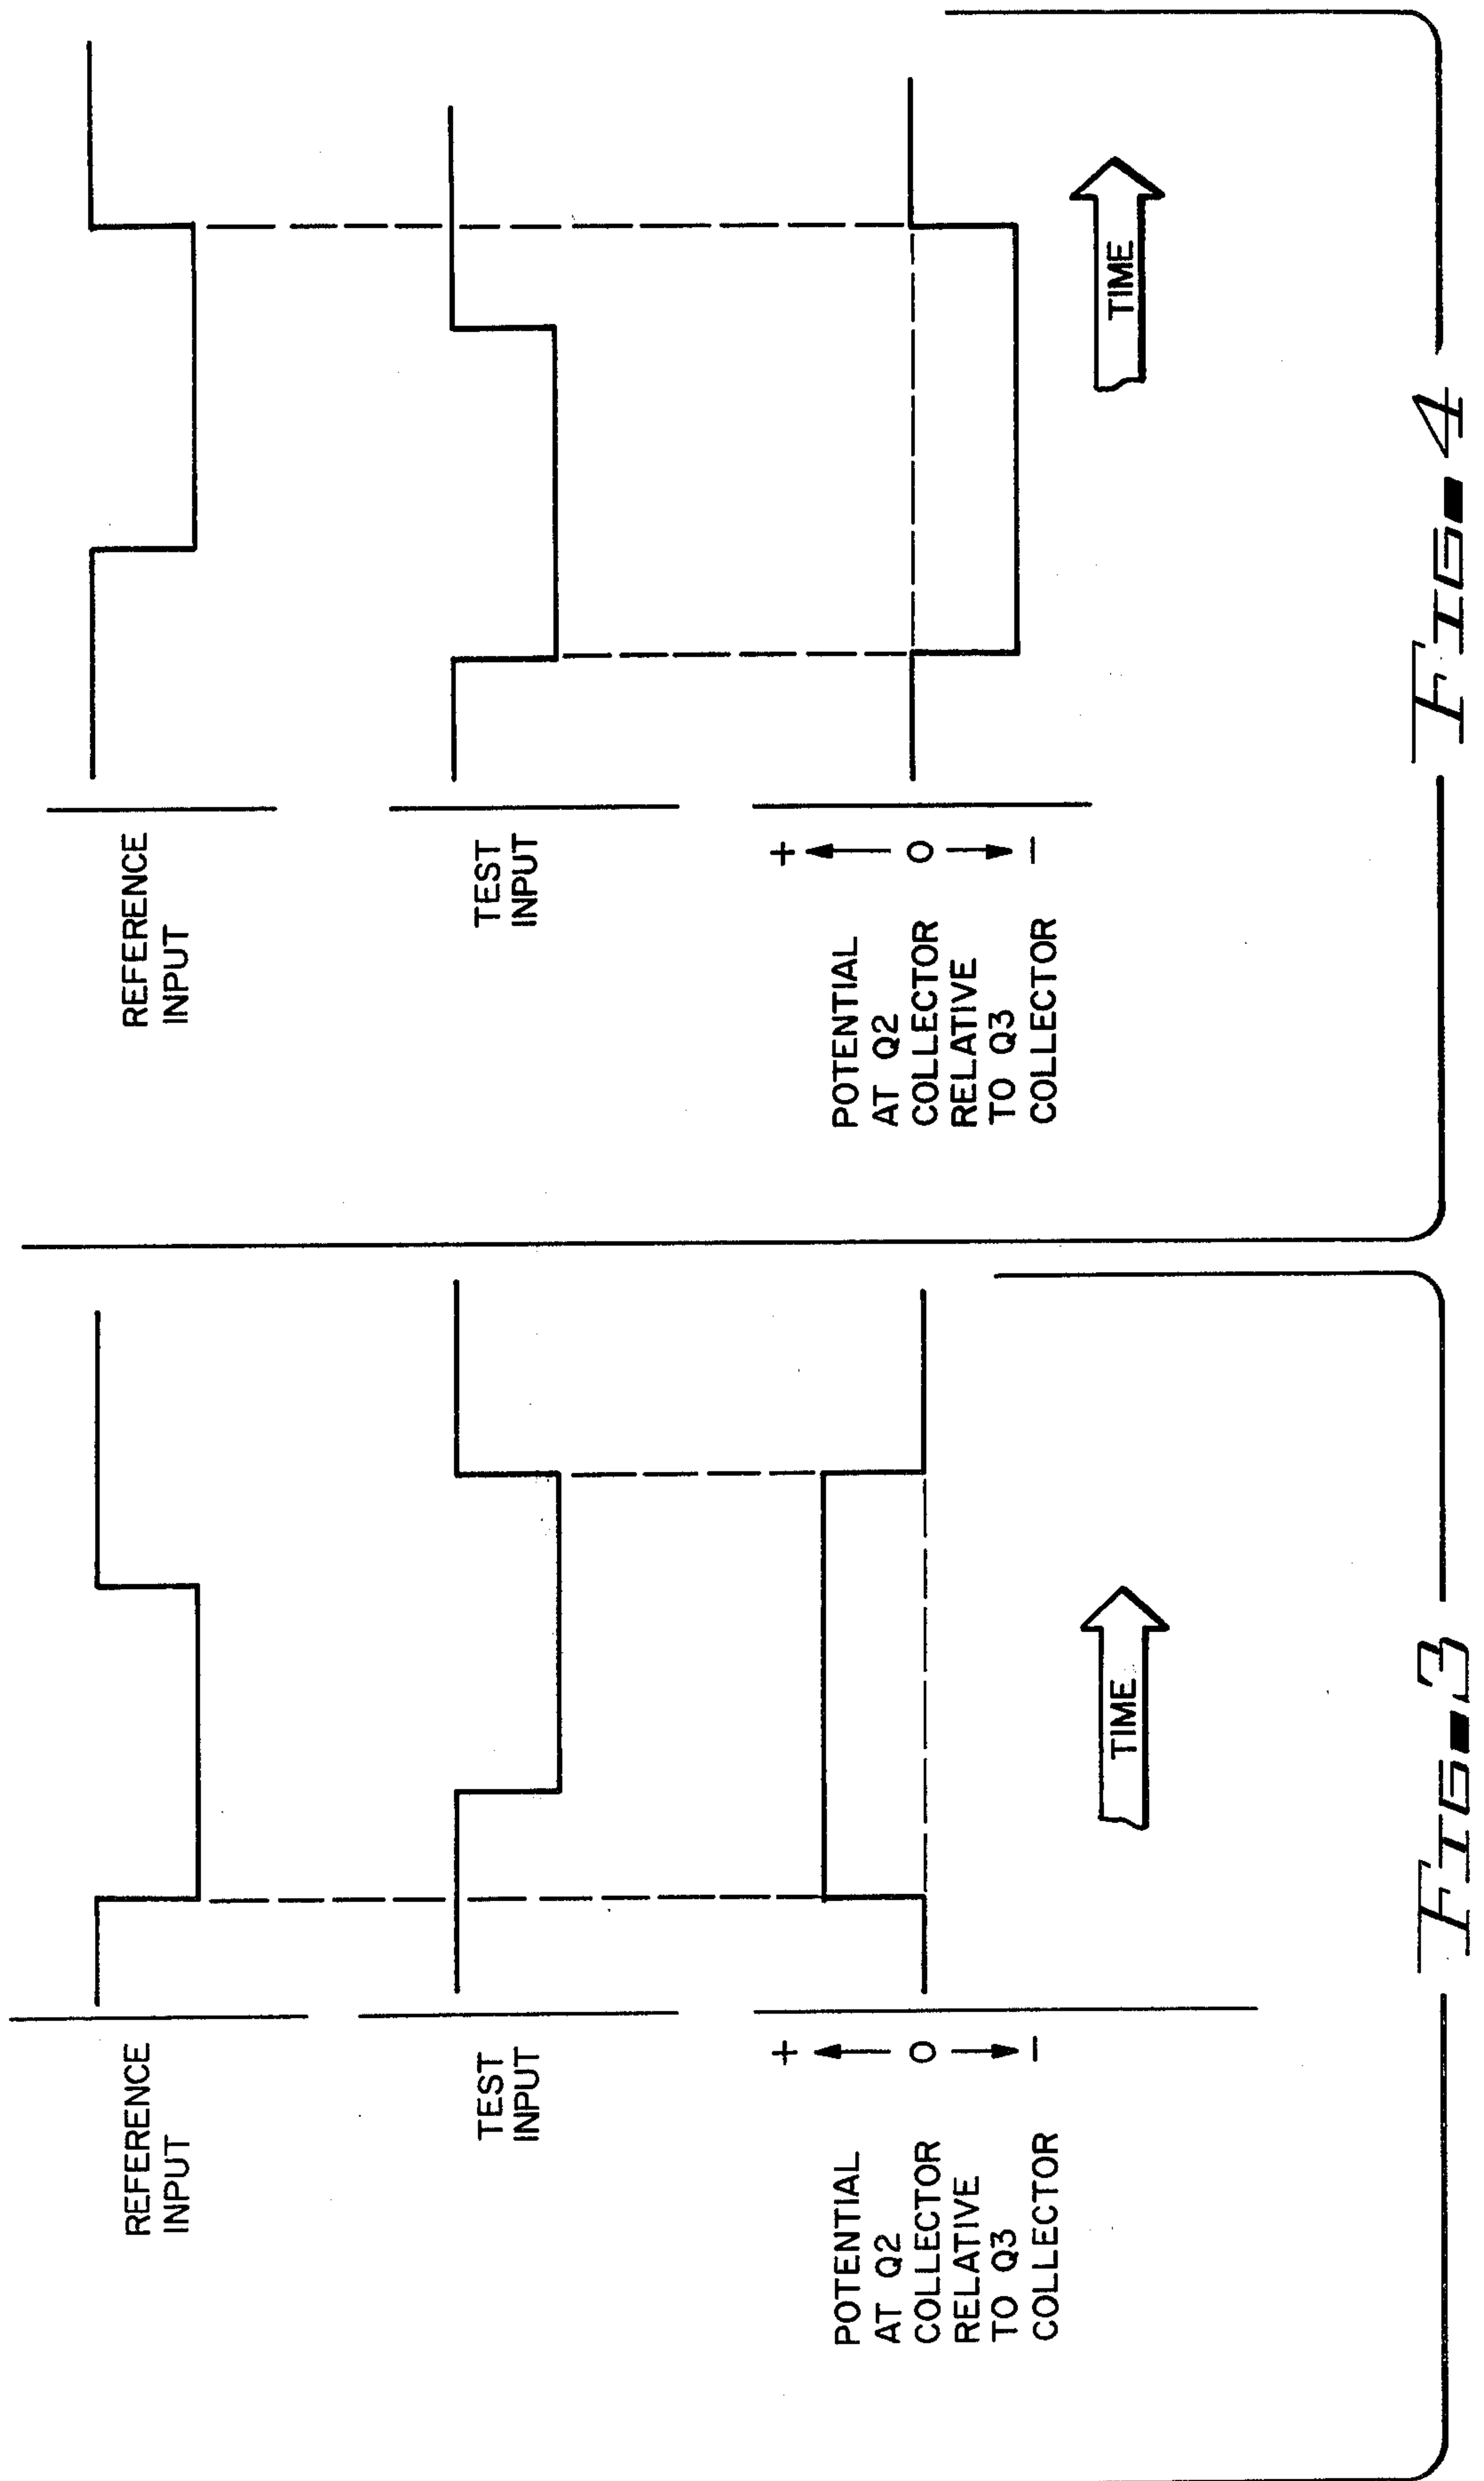 REFERENCE
INPUT
TEST
INPUT
POTENTIAL
AT Q2
COLLECTOR
RELATIVE
TO Q3
COLLECTOR
+
0
−
TIME
FIG-3
REFERENCE
INPUT
TEST
INPUT
POTENTIAL
AT Q2
COLLECTOR
RELATIVE
TO Q3
COLLECTOR
+
0
−
TIME
FIG-4